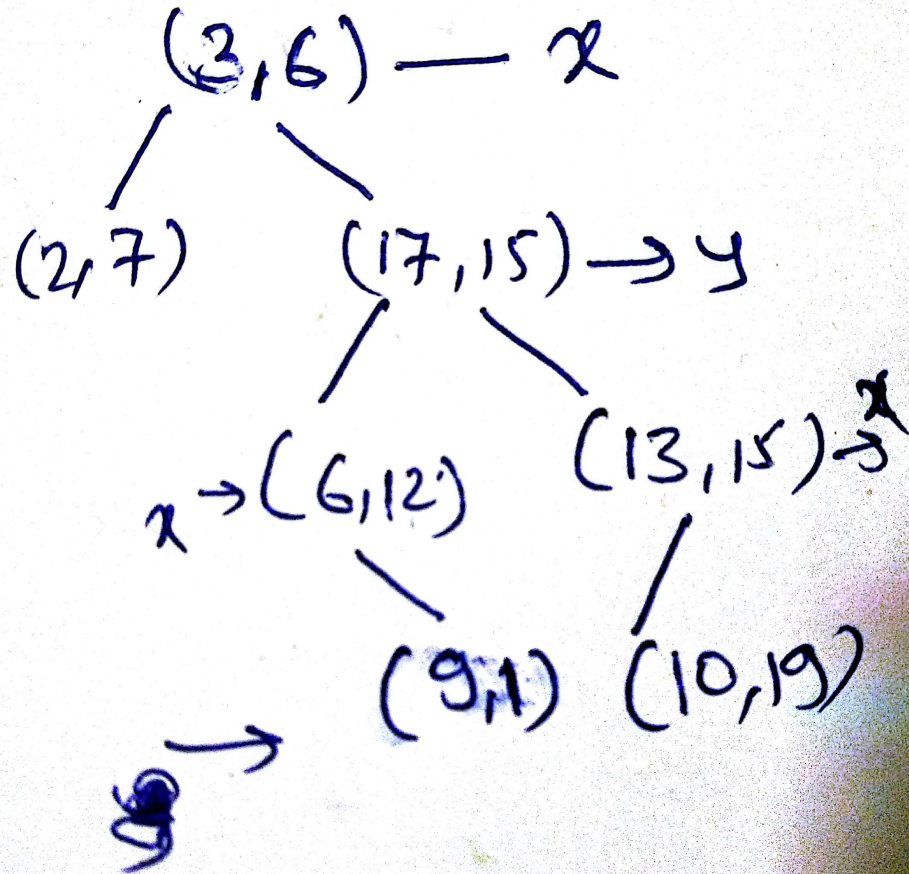 (3,6) — x
(2,7) (17,15) → y
x → (6,12) (13,15) → x
(9,1) (10,19)
→